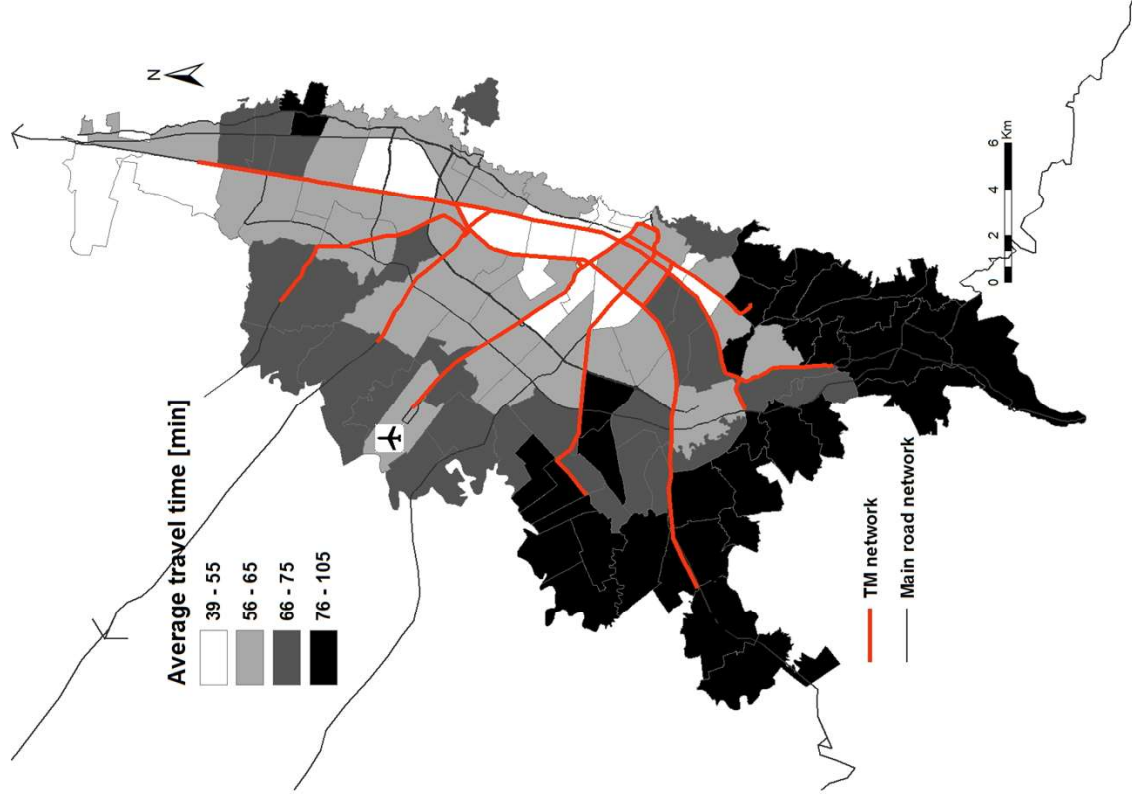 Average travel time [min]
39 - 55
56 - 65
66 - 75
76 - 105
N
0 1 2 4 6 Km
TM network
Main road network